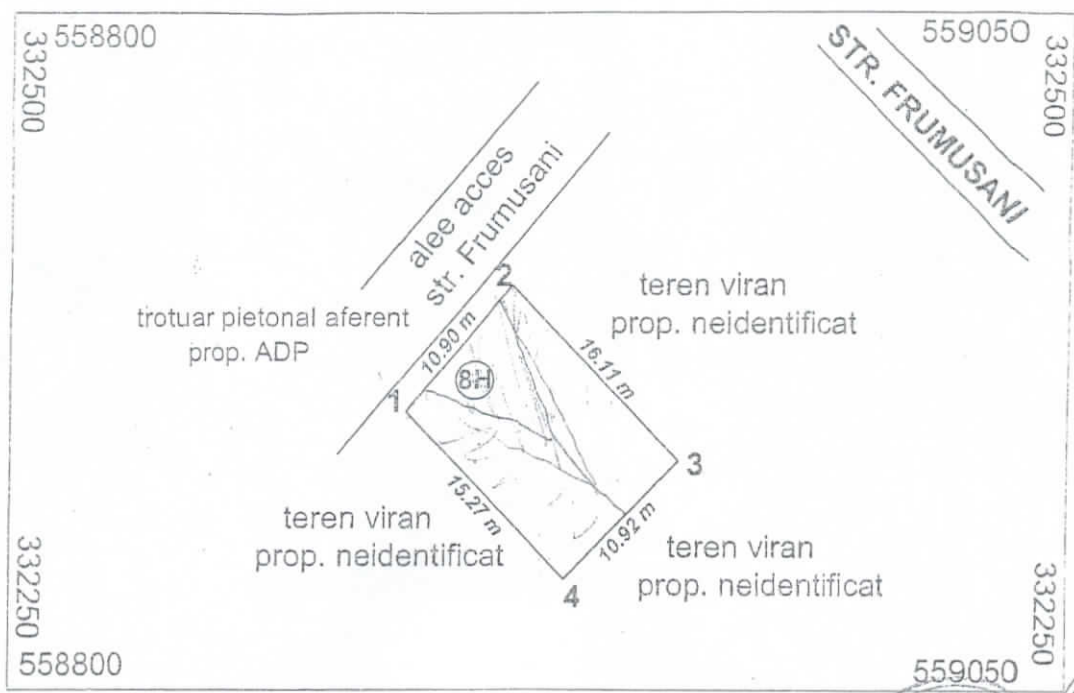 558800
559050
332500
332500
STR. FRUMUSANI
alee acces
str. Frumusani
2
teren viran
prop. neidentificat
trotuar pietonal aferent
prop. ADP
10.90 m
16.11 m
8H
1
3
15.27 m
10.92 m
teren viran
prop. neidentificat
teren viran
prop. neidentificat
4
332250
332250
558800
559050